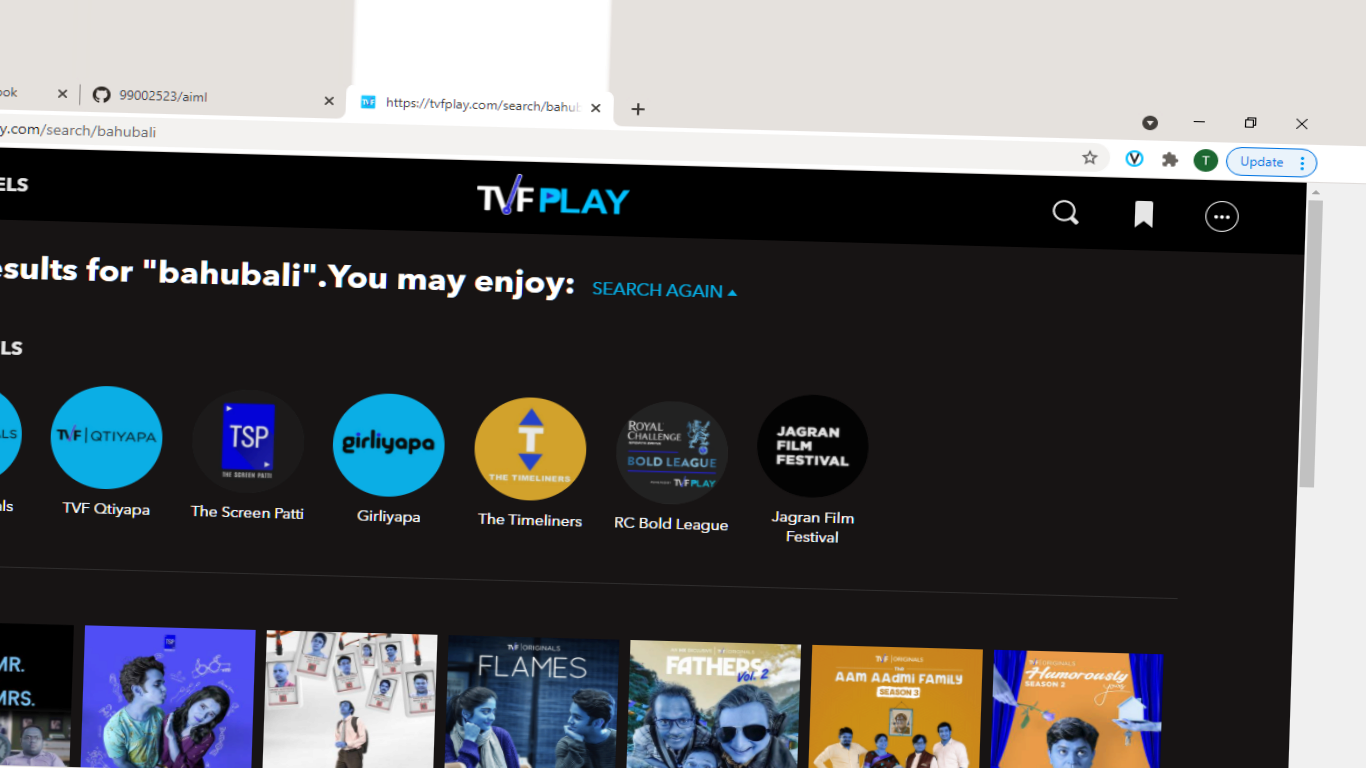 ook
99002523/aiml
https://tvfplay.com/search/bahub
y.com/search/bahubali
T
Update
ELS
TVF PLAY
esults for "bahubali".You may enjoy:
SEARCH AGAIN
LS
ALS
TVF | QTIYAPA
TSP
THE SCREEN PATTI
girliyapa
T
THE TIMELINERS
ROYAL
CHALLENGE
BOLD LEAGUE
TVF PLAY
JAGRAN
FILM
FESTIVAL
ls
TVF Qtiyapa
The Screen Patti
Girliyapa
The Timeliners
RC Bold League
Jagran Film
Festival
MR.
MRS.
TSP
TVF | ORIGINALS
FLAMES
FATHERS
Vol. 2
TVF | ORIGINALS
THE
AAM AADMI FAMILY
SEASON 3
TVF | ORIGINALS
Humorously
SEASON 2
Yours